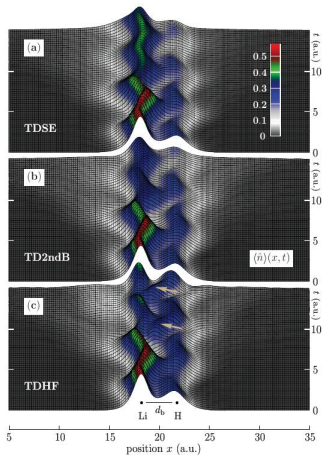 (a)
TDSE
0.5
0.4
0.3
0.2
0.1
0
t (a.u.)
10
5
0
(b)
TD2ndB
⟨n̂⟩(x, t)
t (a.u.)
10
5
0
(c)
TDHF
t (a.u.)
10
5
0
d_b
Li
H
5 10 15 20 25 30 35
position x (a.u.)